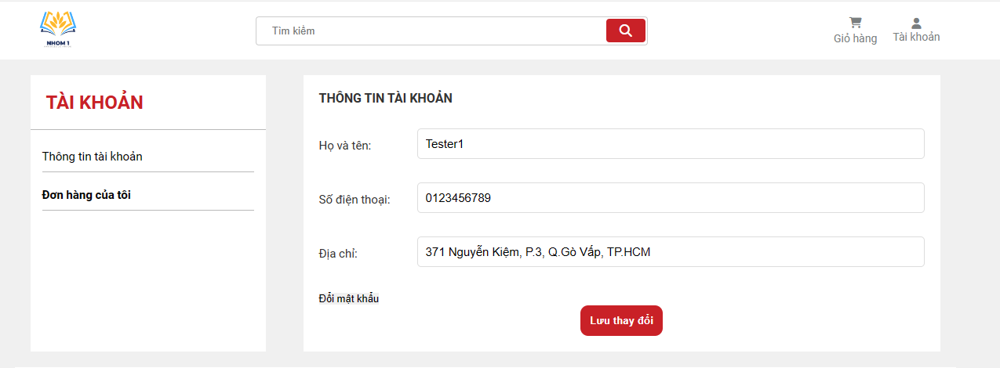 NHOM 1
Tìm kiếm
Giỏ hàng
Tài khoản
TÀI KHOẢN
Thông tin tài khoản
Đơn hàng của tôi
THÔNG TIN TÀI KHOẢN
Họ và tên: Tester1
Số điện thoại: 0123456789
Địa chỉ: 371 Nguyễn Kiệm, P.3, Q.Gò Vấp, TP.HCM
Đổi mật khẩu
Lưu thay đổi